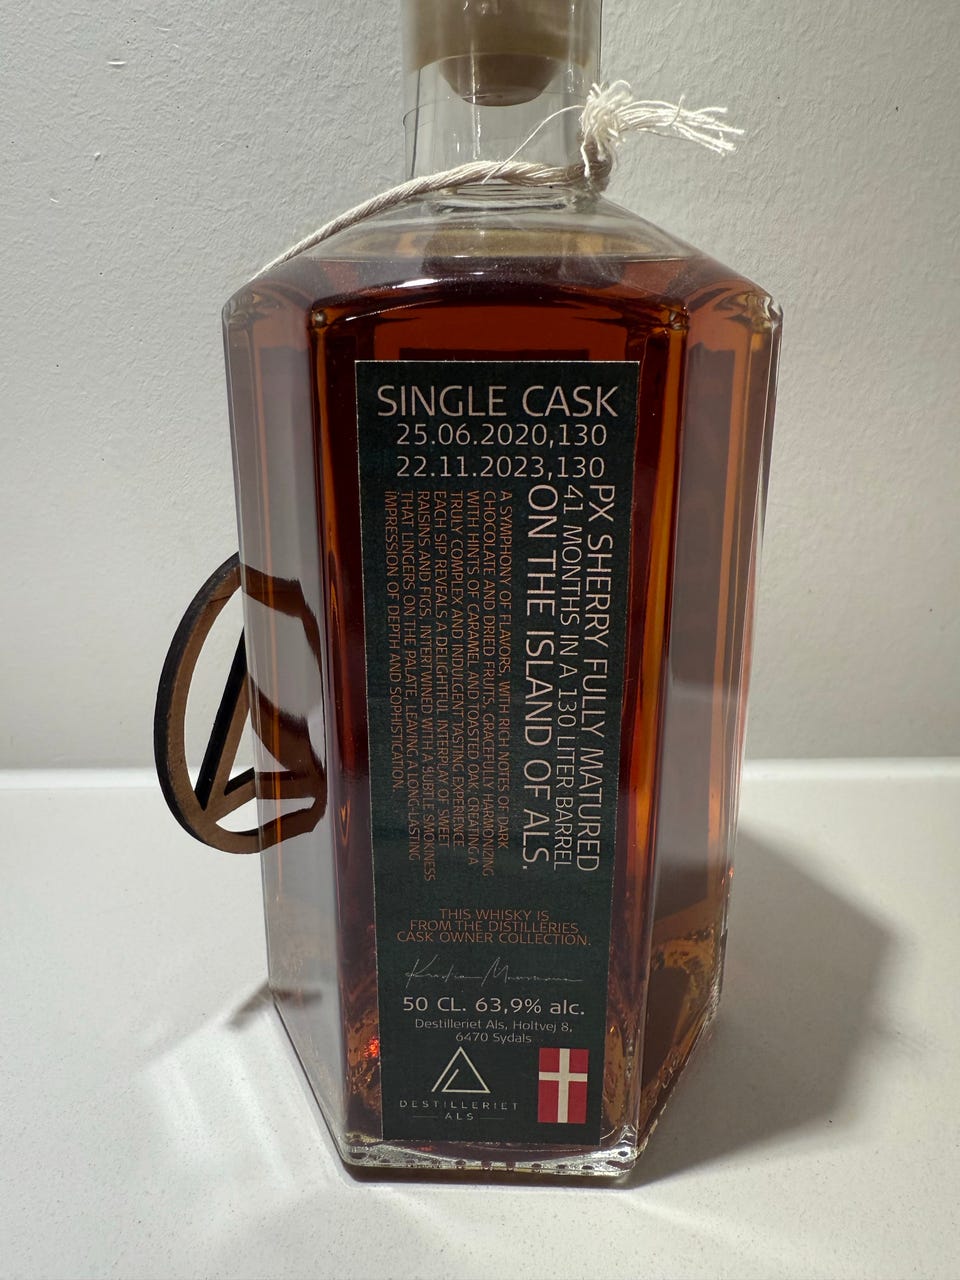 SINGLE CASK
25.06.2020,130
22.11.2023,130
PX SHERRY FULLY MATURED
41 MONTHS IN A 130 LITER BARREL
ON THE ISLAND OF ALS.
A SYMPHONY OF FLAVORS, WITH RICH NOTES OF DARK
CHOCOLATE AND DRIED FRUITS, GRACEFULLY HARMONIZING
WITH HINTS OF CARAMEL AND TOASTED OAK, CREATING A
TRULY COMPLEX AND INDULGENT TASTING EXPERIENCE.
EACH SIP REVEALS A DELIGHTFUL INTERPLAY OF SWEET
RAISINS AND FIGS, INTERTWINED WITH A SUBTLE SMOKINESS
THAT LINGERS ON THE PALATE, LEAVING A LONG-LASTING
IMPRESSION OF DEPTH AND SOPHISTICATION.
THIS WHISKY IS
FROM THE DISTILLERIES
CASK OWNER COLLECTION.
50 CL. 63,9% alc.
Destilleriet Als, Holtvej 8,
6470 Sydals
DESTILLERIET
ALS